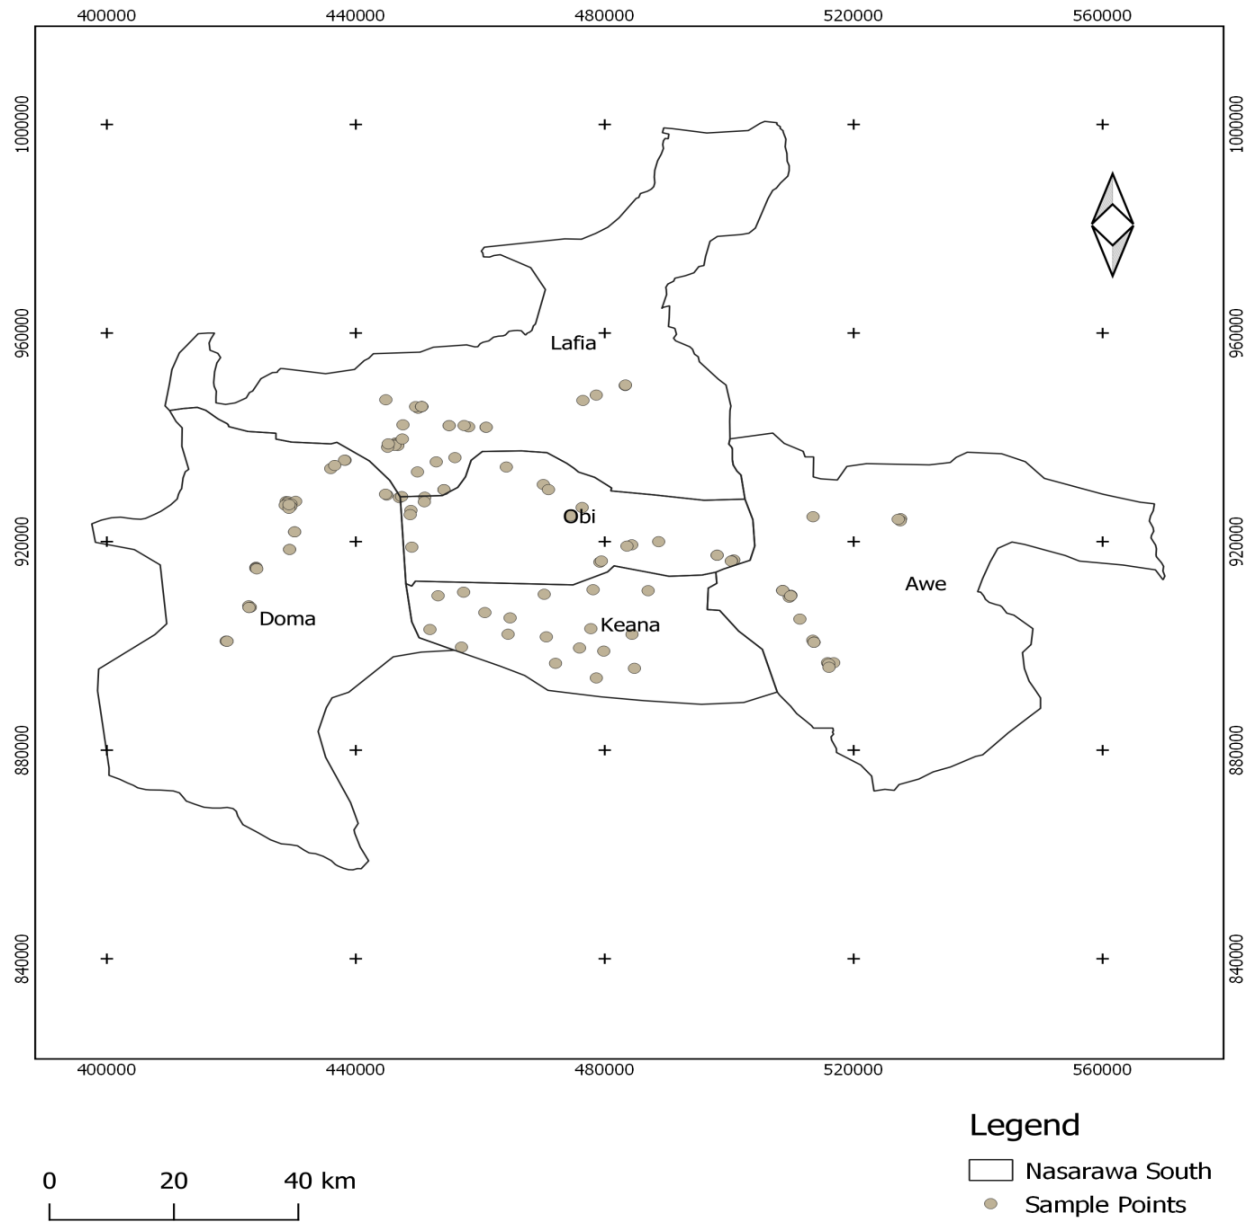 400000 440000 480000 520000 560000
1000000 1000000
960000 960000
Lafia
920000 920000
Obi
Awe
Doma
Keana
880000 880000
840000 840000
400000 440000 480000 520000 560000
Legend
Nasarawa South
Sample Points
0 20 40 km